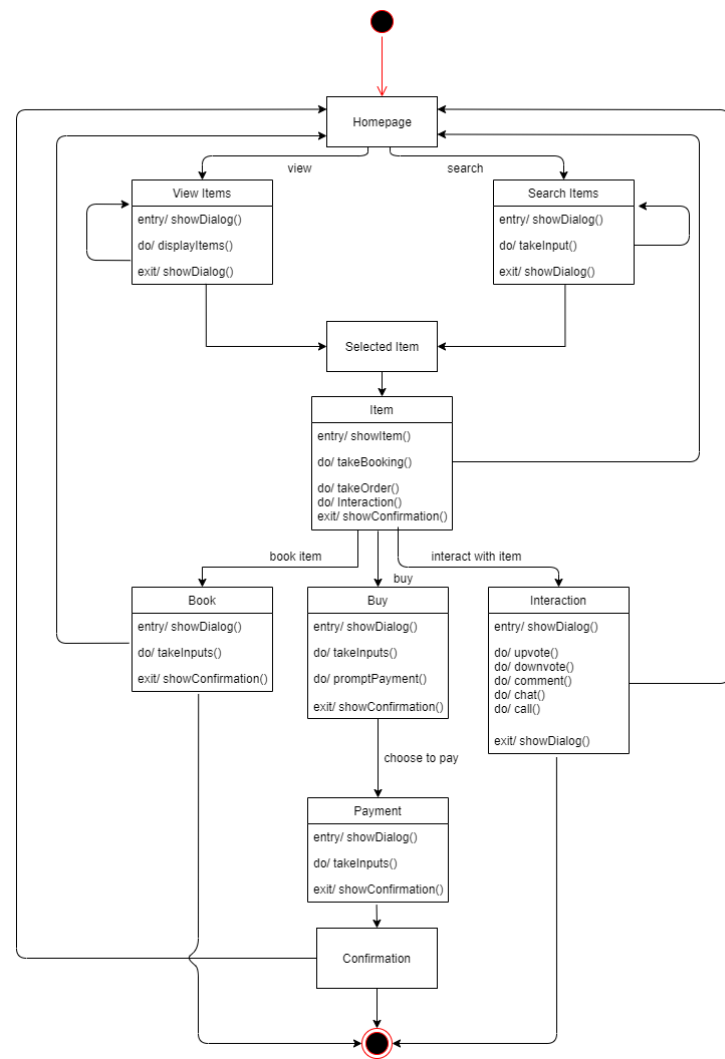 Homepage
view
search
View Items
entry/ showDialog()
do/ displayItems()
exit/ showDialog()
Search Items
entry/ showDialog()
do/ takeInput()
exit/ showDialog()
Selected Item
Item
entry/ showItem()
do/ takeBooking()
do/ takeOrder()
do/ Interaction()
exit/ showConfirmation()
book item
buy
interact with item
Book
entry/ showDialog()
do/ takeInputs()
exit/ showConfirmation()
Buy
entry/ showDialog()
do/ takeInputs()
do/ promptPayment()
exit/ showConfirmation()
Interaction
entry/ showDialog()
do/ upvote()
do/ downvote()
do/ comment()
do/ chat()
do/ call()
exit/ showDialog()
choose to pay
Payment
entry/ showDialog()
do/ takeInputs()
exit/ showConfirmation()
Confirmation